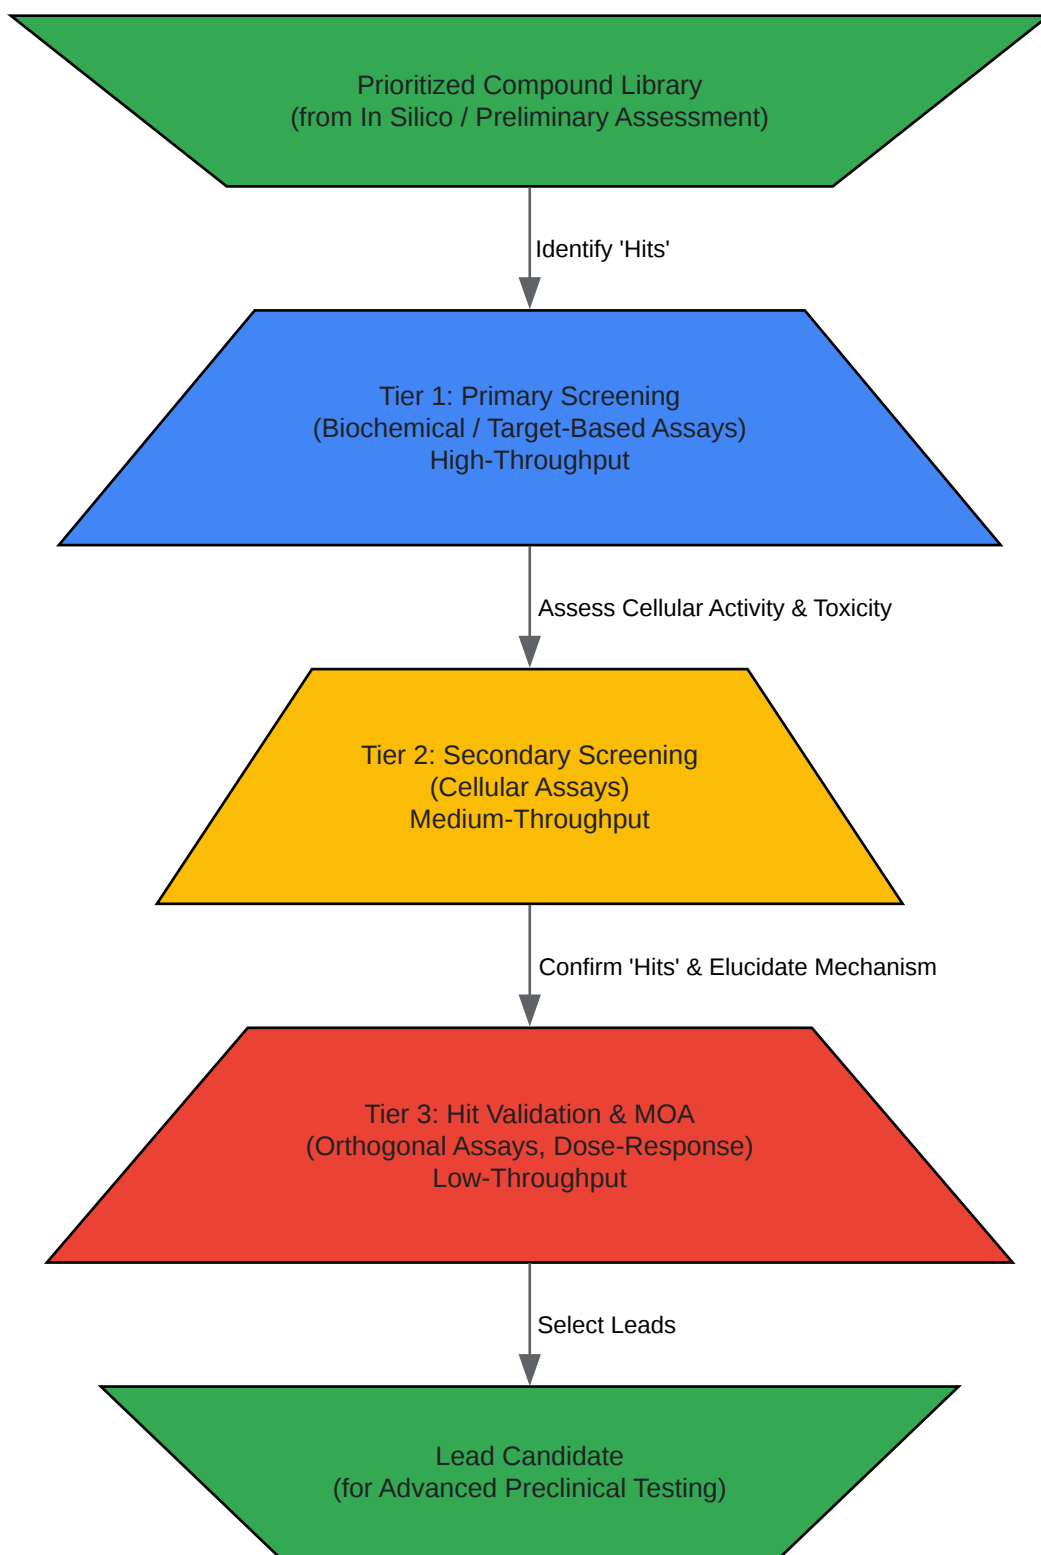 Prioritized Compound Library
(from In Silico / Preliminary Assessment)
Identify 'Hits'
Tier 1: Primary Screening
(Biochemical / Target-Based Assays)
High-Throughput
Assess Cellular Activity & Toxicity
Tier 2: Secondary Screening
(Cellular Assays)
Medium-Throughput
Confirm 'Hits' & Elucidate Mechanism
Tier 3: Hit Validation & MOA
(Orthogonal Assays, Dose-Response)
Low-Throughput
Select Leads
Lead Candidate
(for Advanced Preclinical Testing)